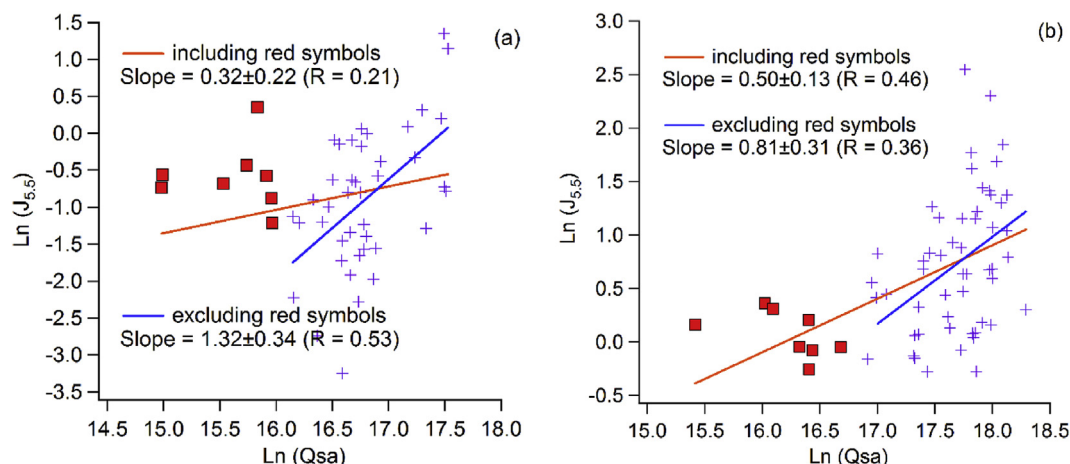 (a)
including red symbols
Slope = 0.32±0.22 (R = 0.21)
excluding red symbols
Slope = 1.32±0.34 (R = 0.53)
1.5
1.0
0.5
0.0
-0.5
-1.0
-1.5
-2.0
-2.5
-3.0
-3.5
Ln (J5.5)
14.5 15.0 15.5 16.0 16.5 17.0 17.5 18.0
Ln (Qsa)
(b)
including red symbols
Slope = 0.50±0.13 (R = 0.46)
excluding red symbols
Slope = 0.81±0.31 (R = 0.36)
3.0
2.5
2.0
1.5
1.0
0.5
0.0
-0.5
Ln (J5.5)
15.0 15.5 16.0 16.5 17.0 17.5 18.0 18.5
Ln (Qsa)